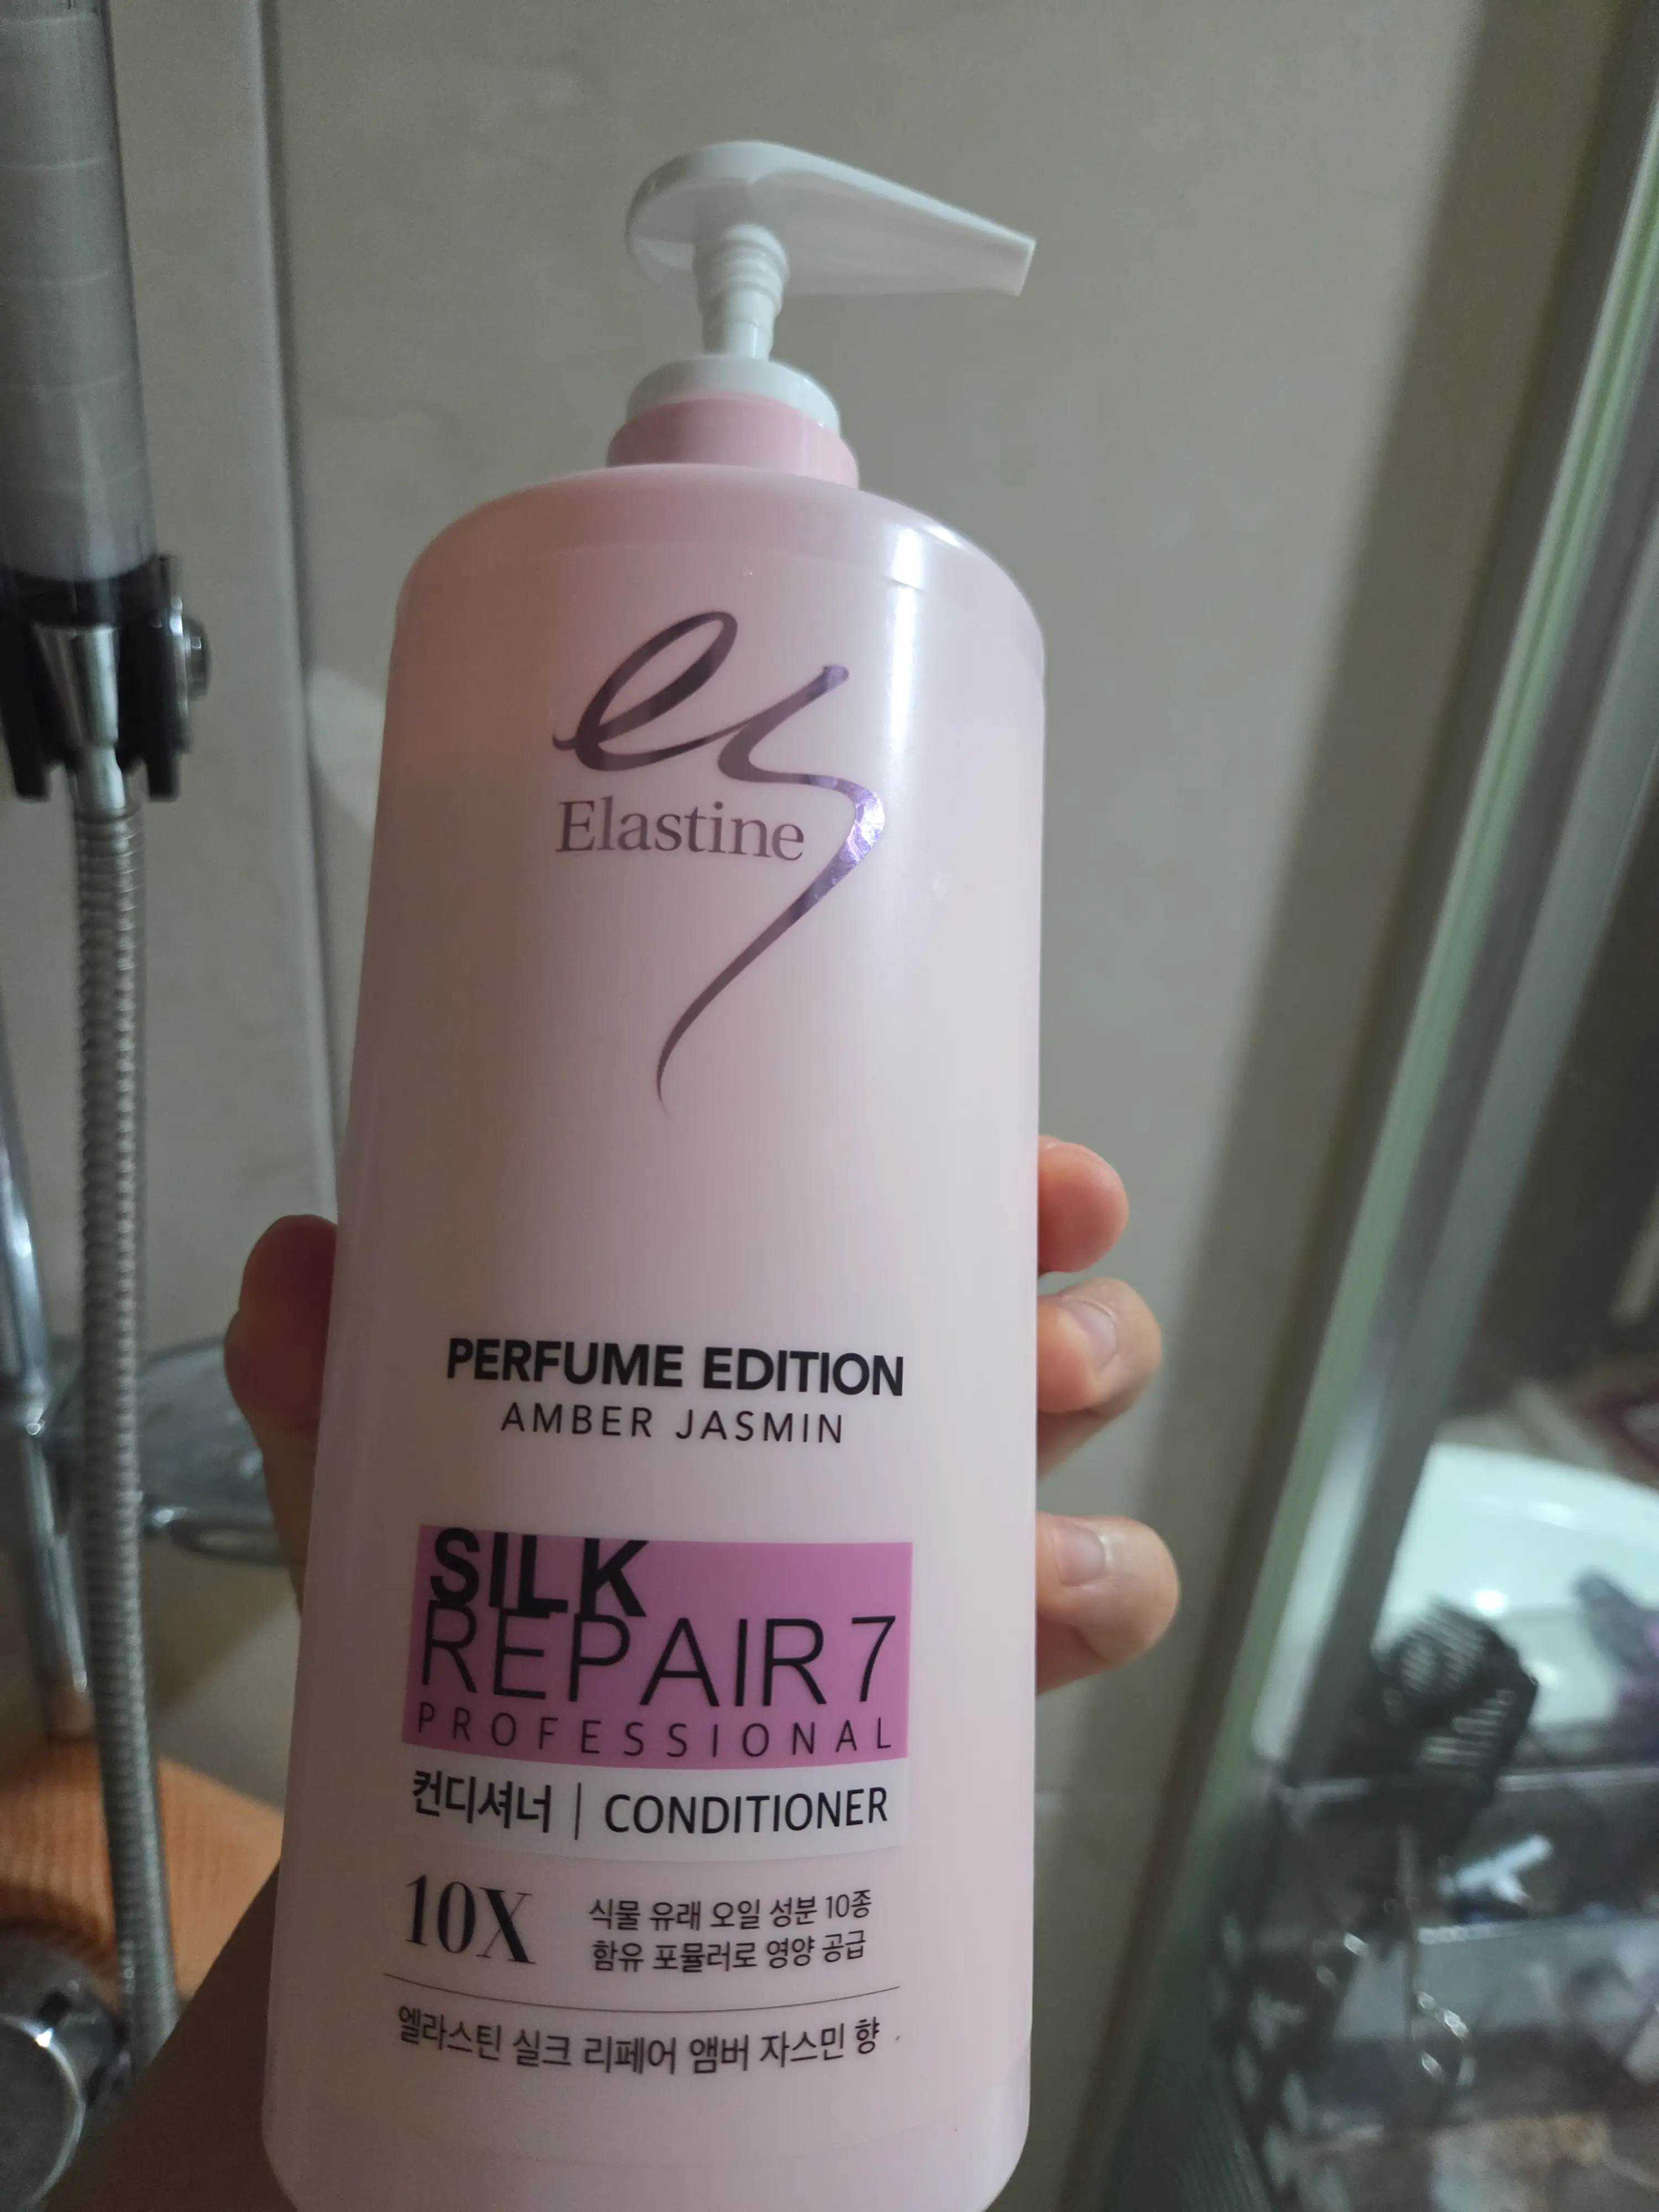 es
Elastine
PERFUME EDITION
AMBER JASMIN
SILK
REPAIR 7
PROFESSIONAL
컨디셔너 | CONDITIONER
10X
식물 유래 오일 성분 10종
함유 포뮬러로 영양 공급
엘라스틴 실크 리페어 앰버 자스민 향